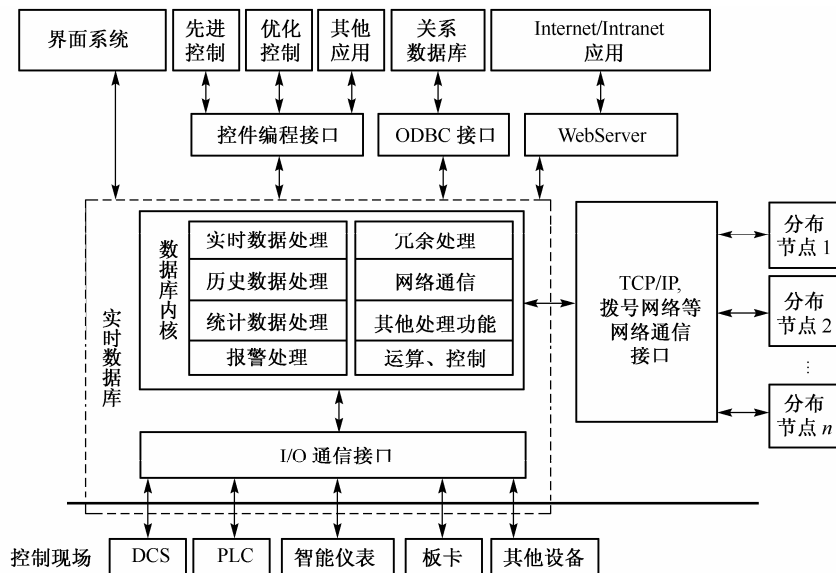 界面系统
先进
控制
优化
控制
其他
应用
关系
数据库
Internet/Intranet
应用
控件编程接口
ODBC 接口
WebServer
实时数据库
数据库内核
实时数据处理
历史数据处理
统计数据处理
报警处理
冗余处理
网络通信
其他处理功能
运算、控制
TCP/IP,
拨号网络等
网络通信
接口
分布
节点 1
分布
节点 2
⋮
分布
节点 n
I/O 通信接口
控制现场
DCS
PLC
智能仪表
板卡
其他设备